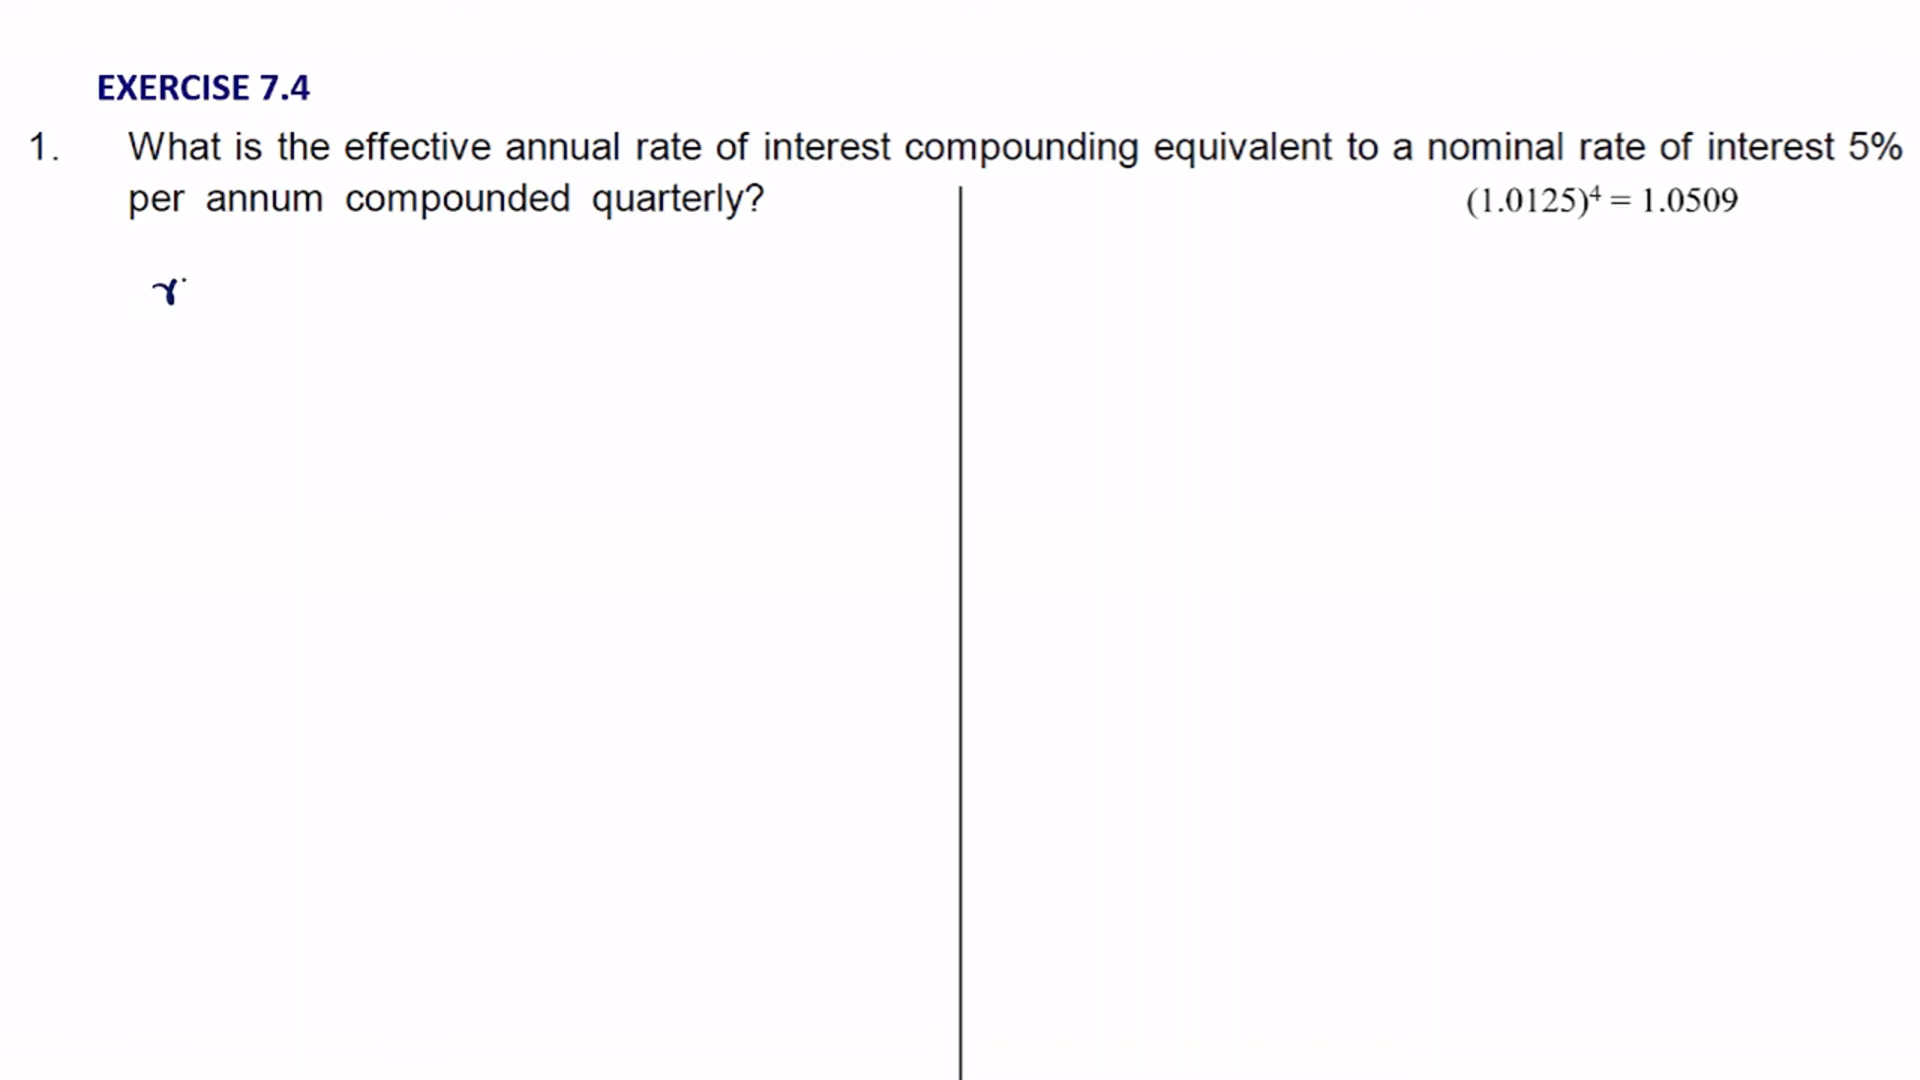 EXERCISE 7.4
1. What is the effective annual rate of interest compounding equivalent to a nominal rate of interest 5%
per annum compounded quarterly? (1.0125)⁴ = 1.0509
r